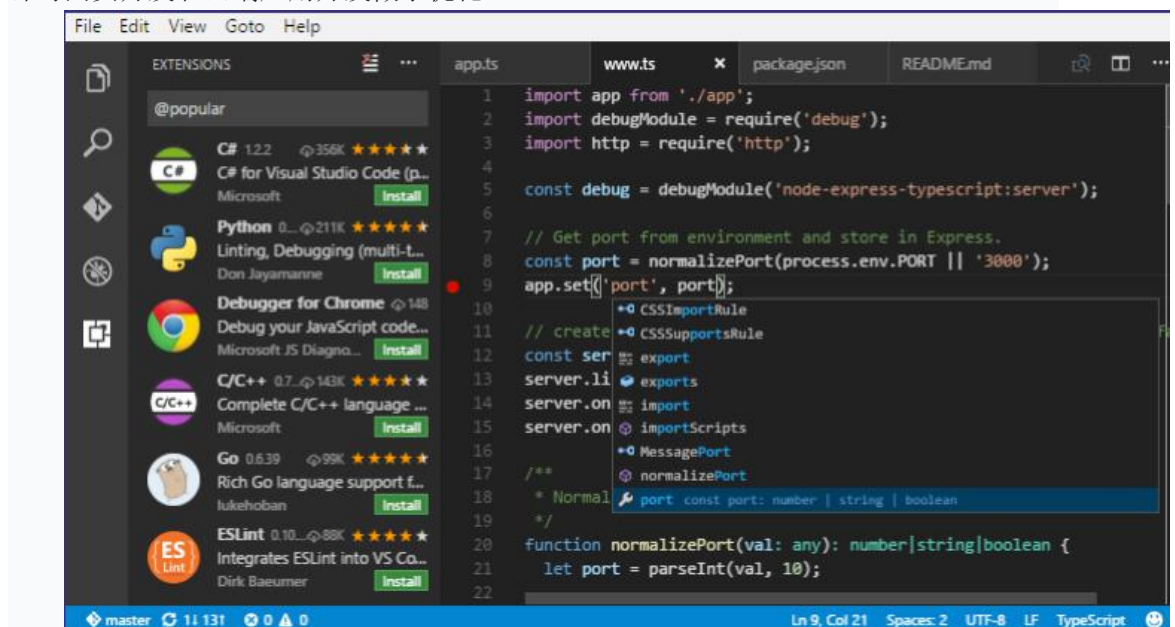 File Edit View Goto Help
EXTENSIONS
@popular
C# 1.2.2 356K
C# for Visual Studio Code (p...
Microsoft Install
Python 0... 211K
Linting, Debugging (multi-t...
Don Jayamanne Install
Debugger for Chrome 148
Debug your JavaScript code...
Microsoft JS Diagno... Install
C/C++ 0.7... 143K
Complete C/C++ language ...
Microsoft Install
Go 0.6.39 99K
Rich Go language support f...
lukehoban Install
ESLint 0.10... 88K
Integrates ESLint into VS Co...
Dirk Baeumer Install
C#
C/C++
ES
Lint
app.ts www.ts × package.json README.md
1 import app from './app';
2 import debugModule = require('debug');
3 import http = require('http');
4
5 const debug = debugModule('node-express-typescript:server');
6
7 // Get port from environment and store in Express.
8 const port = normalizePort(process.env.PORT || '3000');
9 app.set('port', port);
10
11 // create
12 const ser
13 server.li
14 server.on
15 server.on
16
17 /**
18 * Normal
19 */
20 function normalizePort(val: any): number|string|boolean {
21 let port = parseInt(val, 10);
22
CSSImportRule
CSSSupportsRule
export
exports
import
importScripts
MessagePort
normalizePort
port const port: number | string | boolean
master 1↓ 13↑ 0 0 Ln 9, Col 21 Spaces: 2 UTF-8 LF TypeScript